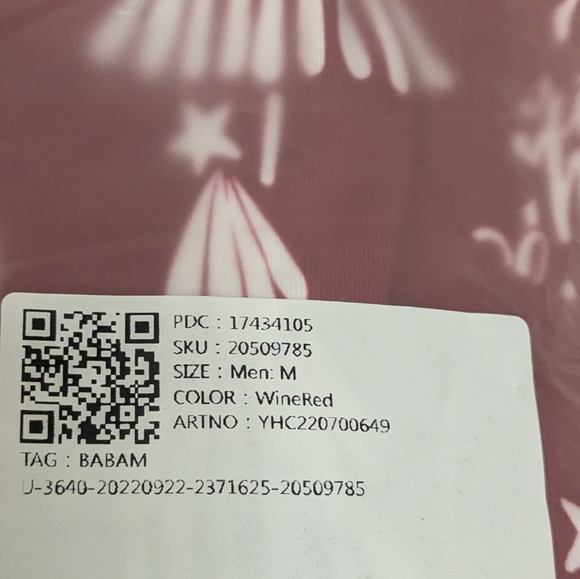 PDC : 17434105
SKU : 20509785
SIZE : Men: M
COLOR : WineRed
ARTNO : YHC220700649
TAG : BABAM
U-3640-20220922-2371625-20509785